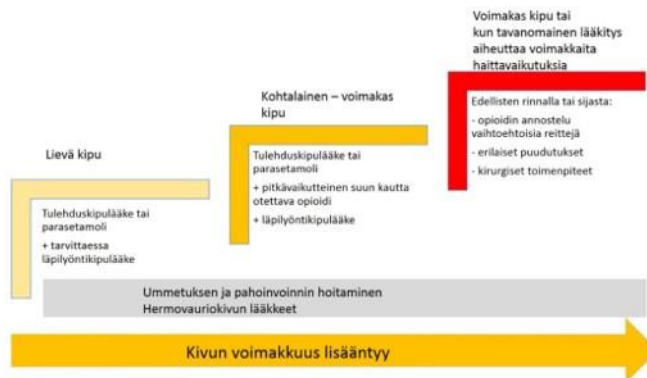 Lievä kipu
Tulehduskipulääke tai
parasetamoli
+ tarvittaessa
läpilyöntikipulääke
Kohtalainen – voimakas
kipu
Tulehduskipulääke tai
parasetamoli
+ pitkävaikutteinen suun kautta
otettava opioidi
+ läpilyöntikipulääke
Voimakas kipu tai
kun tavanomainen lääkitys
aiheuttaa voimakkaita
haittavaikutuksia
Edellisten rinnalla tai sijasta:
- opioidin annostelu
vaihtoehtoisia reittejä
- erilaiset puudutukset
- kirurgiset toimenpiteet
Ummetuksen ja pahoinvoinnin hoitaminen
Hermovauriokivun lääkkeet
Kivun voimakkuus lisääntyy